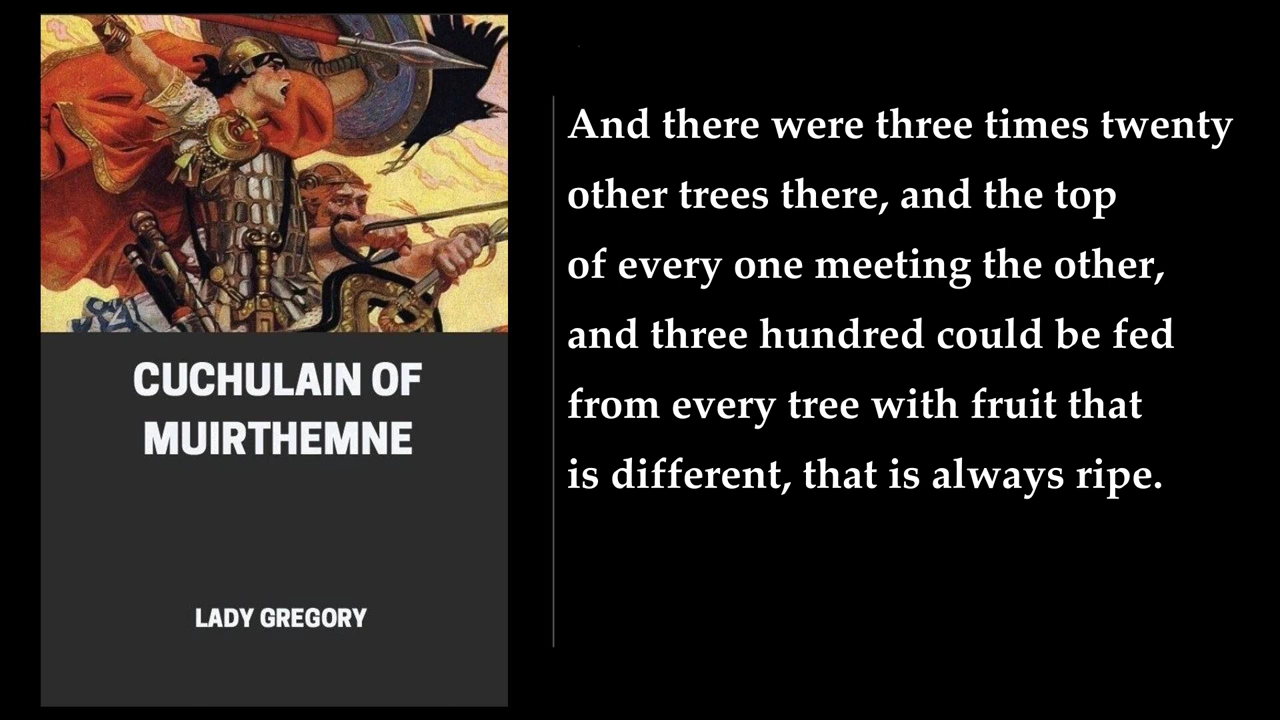 CUCHULAIN OF
MUIRTHEMNE
LADY GREGORY
And there were three times twenty
other trees there, and the top
of every one meeting the other,
and three hundred could be fed
from every tree with fruit that
is different, that is always ripe.